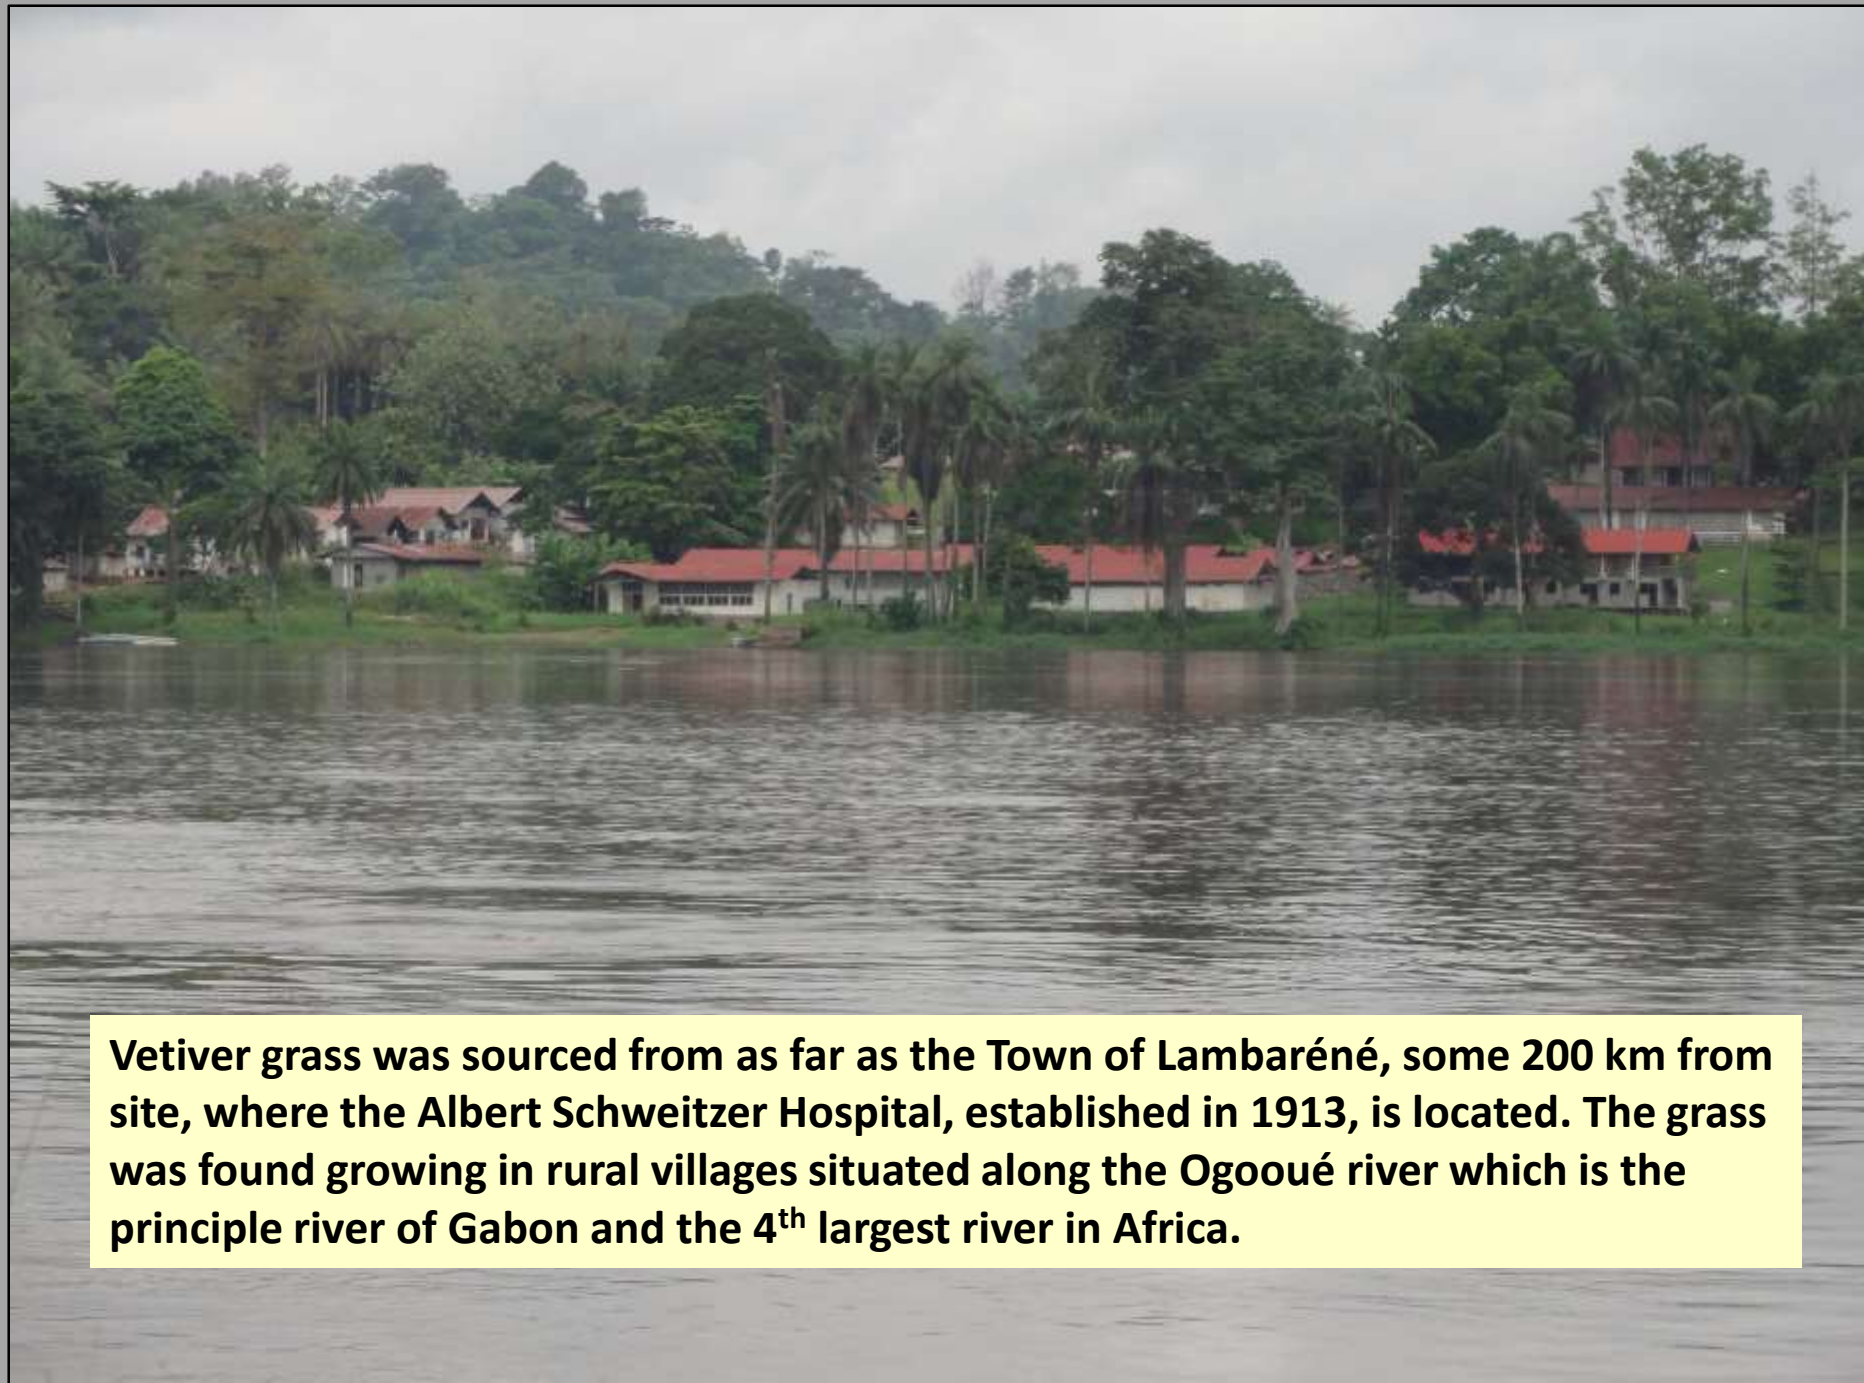 Vetiver grass was sourced from as far as the Town of Lambaréné, some 200 km from
site, where the Albert Schweitzer Hospital, established in 1913, is located. The grass
was found growing in rural villages situated along the Ogooué river which is the
principle river of Gabon and the 4th largest river in Africa.